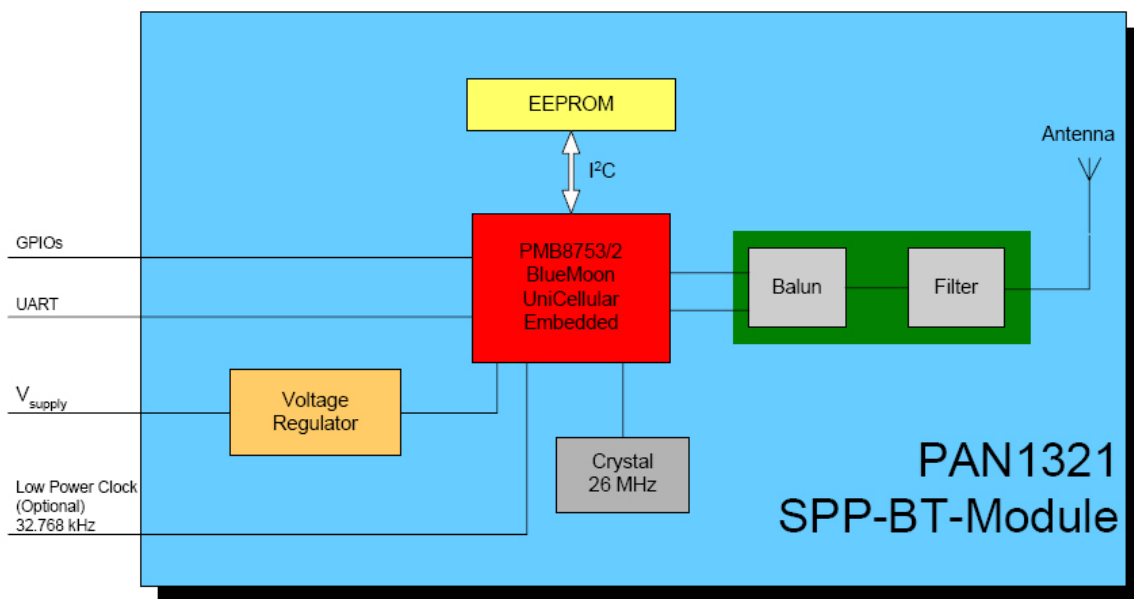 EEPROM
Antenna
I²C
GPIOs
PMB8753/2
BlueMoon
UniCellular
Embedded
Balun
Filter
UART
Vsupply
Voltage
Regulator
Crystal
26 MHz
Low Power Clock
(Optional)
32.768 kHz
PAN1321
SPP-BT-Module